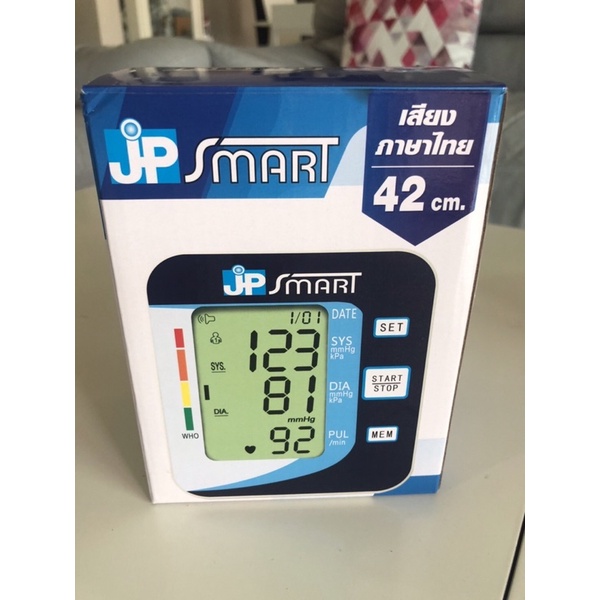 JP SMART
เสียง
ภาษาไทย
42 cm.
JP SMART
1/01 DATE
123 SYS mmHg kPa
SYS.
SET
81 DIA mmHg kPa
DIA.
START
STOP
mmHg
92 PUL /min
MEM
WHO